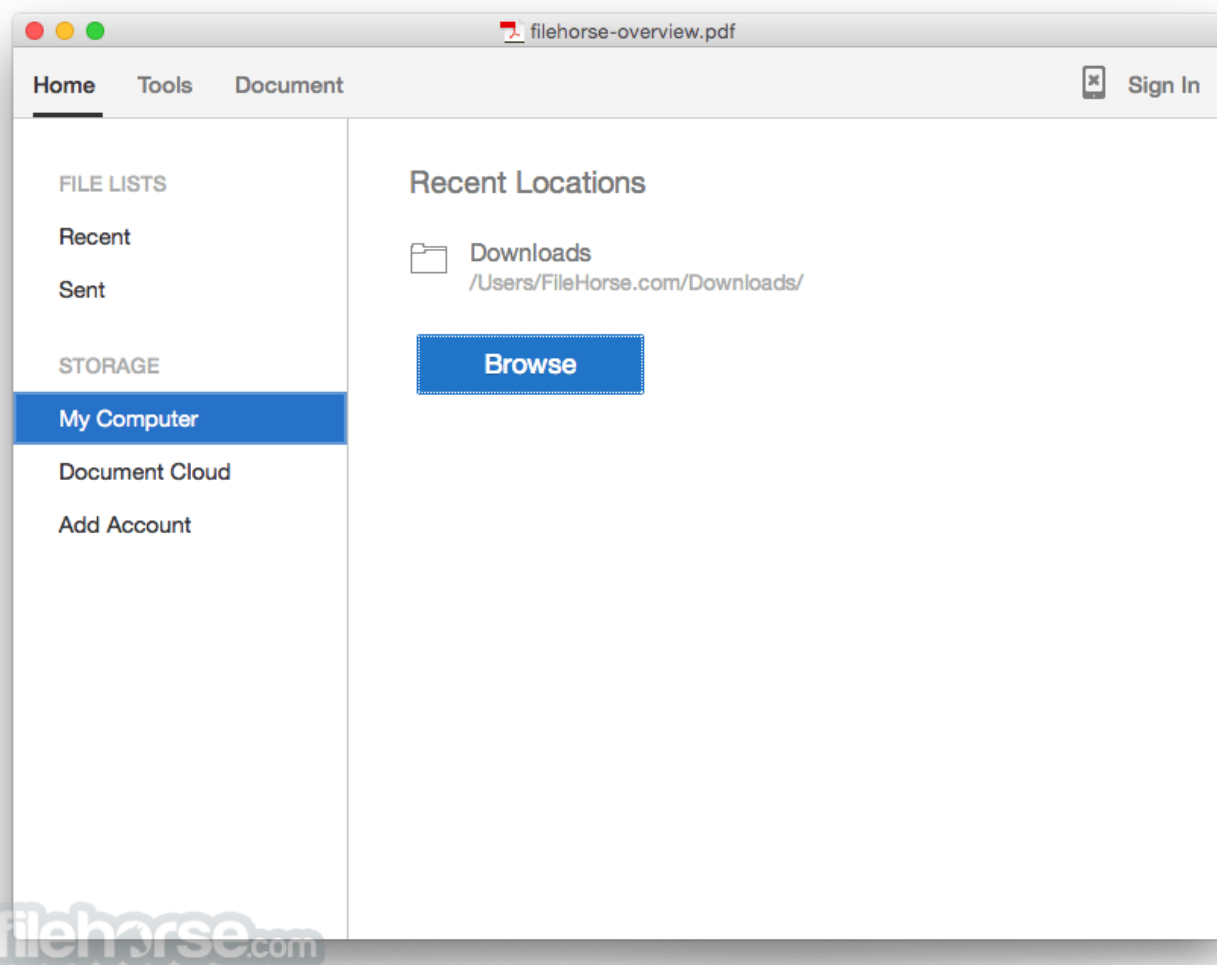 filehorse-overview.pdf
Home Tools Document Sign In
FILE LISTS
Recent
Sent
STORAGE
My Computer
Document Cloud
Add Account
Recent Locations
Downloads
/Users/FileHorse.com/Downloads/
Browse
filehorse.com